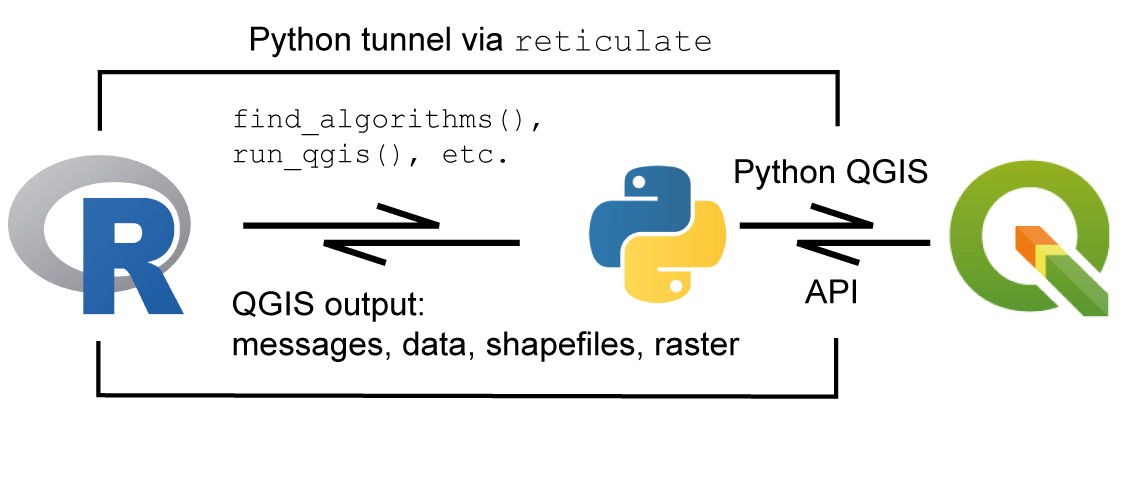 Python tunnel via reticulate
find_algorithms(),
run_qgis(), etc.
Python QGIS
R
API
QGIS output:
messages, data, shapefiles, raster